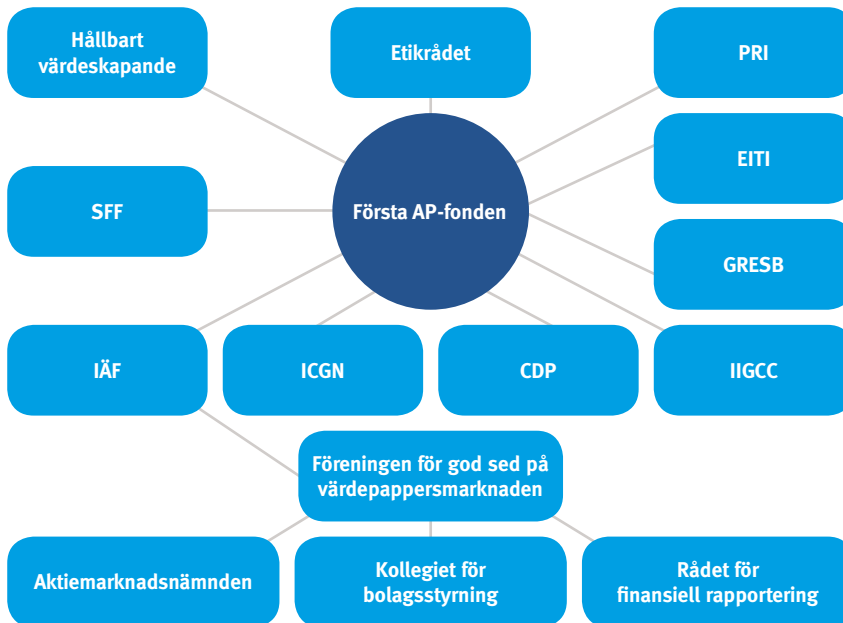 Hållbart
värdeskapande
Etikrådet
PRI
EITI
SFF
Första AP-fonden
GRESB
IÄF
ICGN
CDP
IIGCC
Föreningen för god sed på
värdepappersmarknaden
Aktiemarknadsnämnden
Kollegiet för
bolagsstyrning
Rådet för
finansiell rapportering